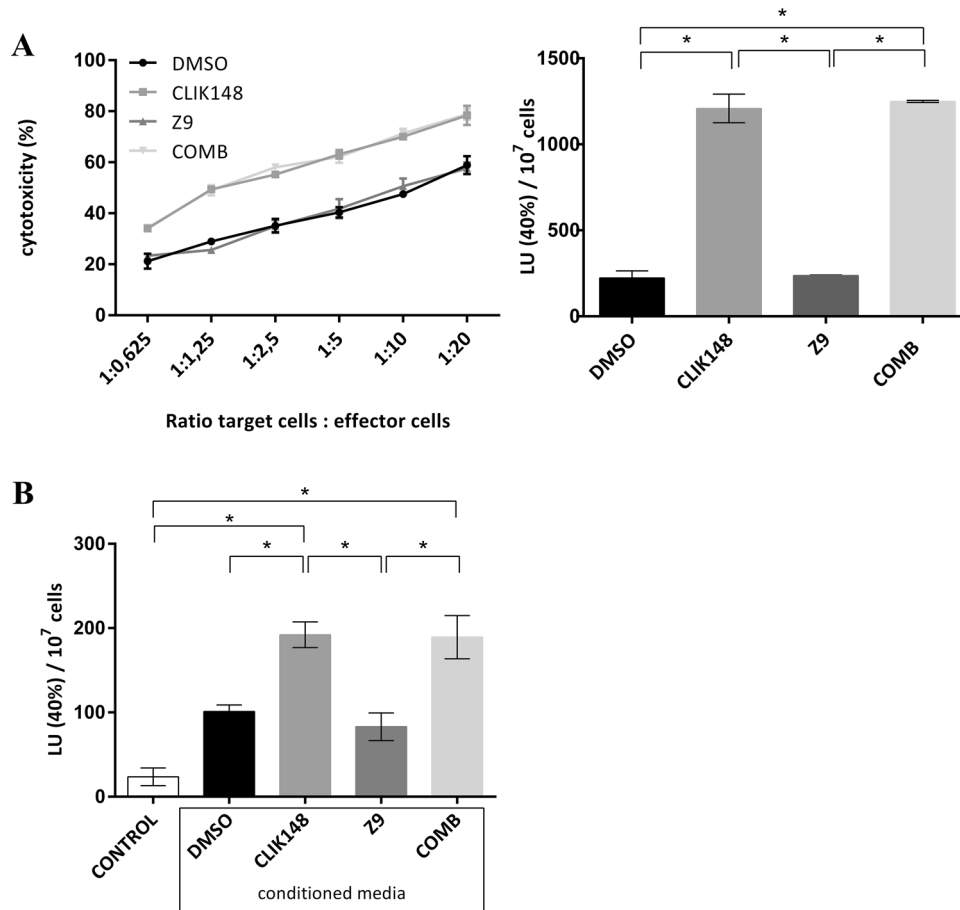 A
DMSO
CLIK148
Z9
COMB
cytotoxicity (%)
100
80
60
40
20
0
1:0,625
1:1,25
1:2,5
1:5
1:10
1:20
Ratio target cells : effector cells
*
* * *
LU (40%) / 10⁷ cells
1500
1000
500
0
DMSO
CLIK148
Z9
COMB
B
*
*
* * *
LU (40%) / 10⁷ cells
300
200
100
0
CONTROL
DMSO
CLIK148
Z9
COMB
conditioned media